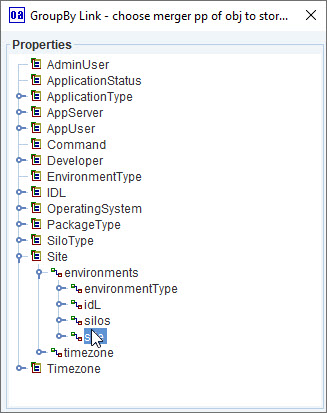 oa GroupBy Link - choose merger pp of obj to stor...
Properties
AdminUser
ApplicationStatus
ApplicationType
AppServer
AppUser
Command
Developer
EnvironmentType
IDL
OperatingSystem
PackageType
SiloType
Site
environments
environmentType
idL
silos
timezone
Timezone